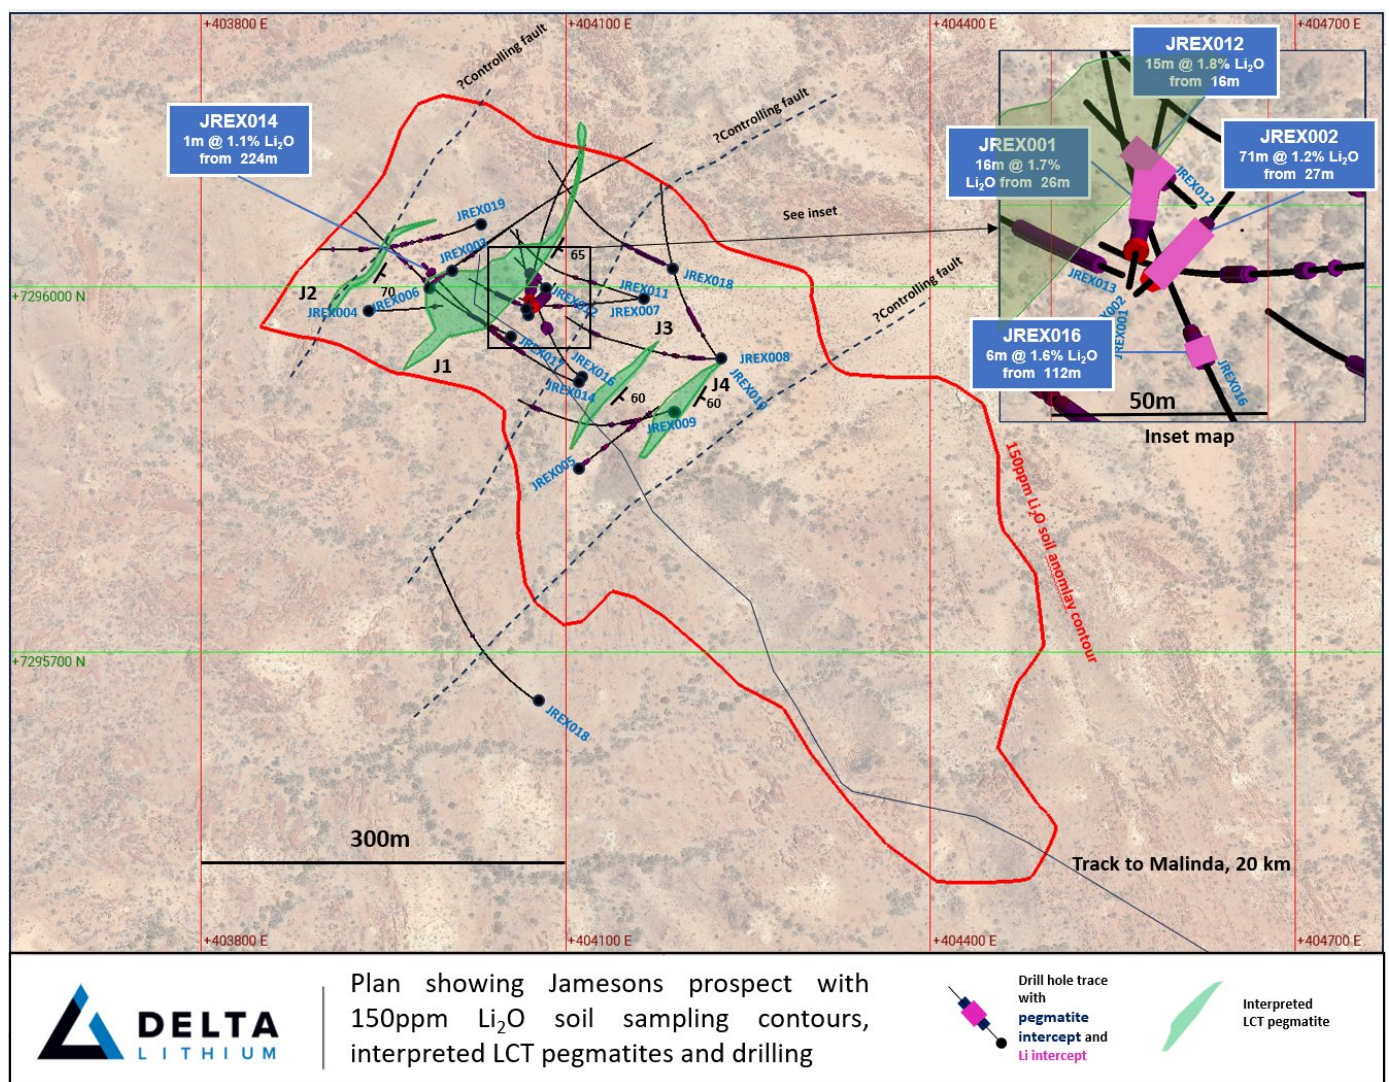 +403800 E
+404100 E
+404400 E
+404700 E
?Controlling fault
?Controlling fault
?Controlling fault
JREX014
1m @ 1.1% Li2O
from 224m
JREX012
15m @ 1.8% Li2O
from 16m
JREX001
16m @ 1.7%
Li2O from 26m
JREX002
71m @ 1.2% Li2O
from 27m
JREX016
6m @ 1.6% Li2O
from 112m
See inset
JREX012
JREX013
JREX001
JREX016
50m
Inset map
JREX019
JREX003
65
JREX018
+7296000 N
J2
70
JREX006
JREX004
JREX012
JREX011
JREX007
J1
J3
JREX016
JREX014
JREX008
J4
60
60
JREX009
JREX005
150ppm Li2O soil anomlay contour
+7295700 N
JREX018
300m
Track to Malinda, 20 km
+403800 E
+404100 E
+404400 E
+404700 E
DELTA
LITHIUM
Plan showing Jamesons prospect with
150ppm Li2O soil sampling contours,
interpreted LCT pegmatites and drilling
Drill hole trace
with
pegmatite
intercept and
Li intercept
Interpreted
LCT pegmatite